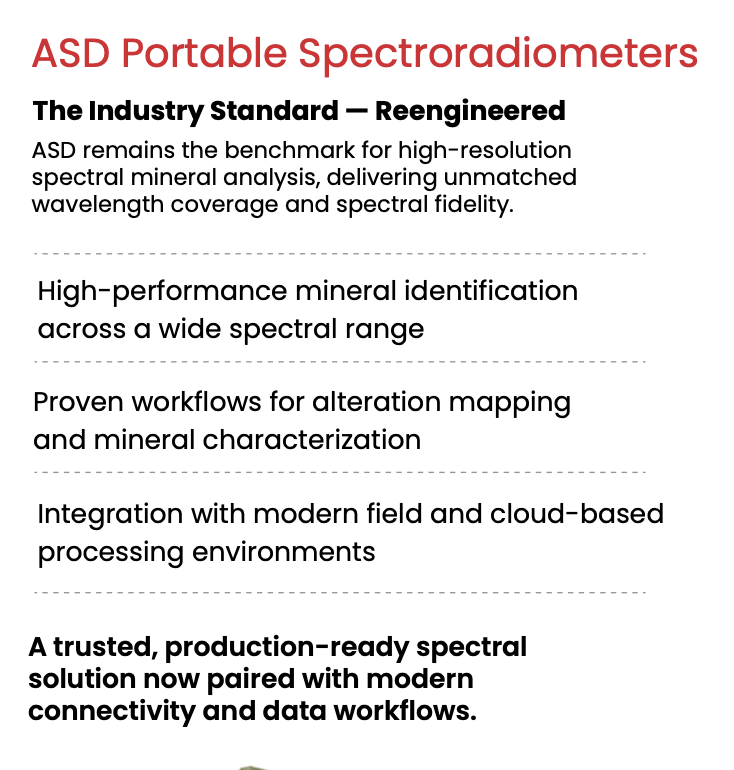 ASD Portable Spectroradiometers
The Industry Standard — Reengineered
ASD remains the benchmark for high-resolution
spectral mineral analysis, delivering unmatched
wavelength coverage and spectral fidelity.
High-performance mineral identification
across a wide spectral range
Proven workflows for alteration mapping
and mineral characterization
Integration with modern field and cloud-based
processing environments
A trusted, production-ready spectral
solution now paired with modern
connectivity and data workflows.